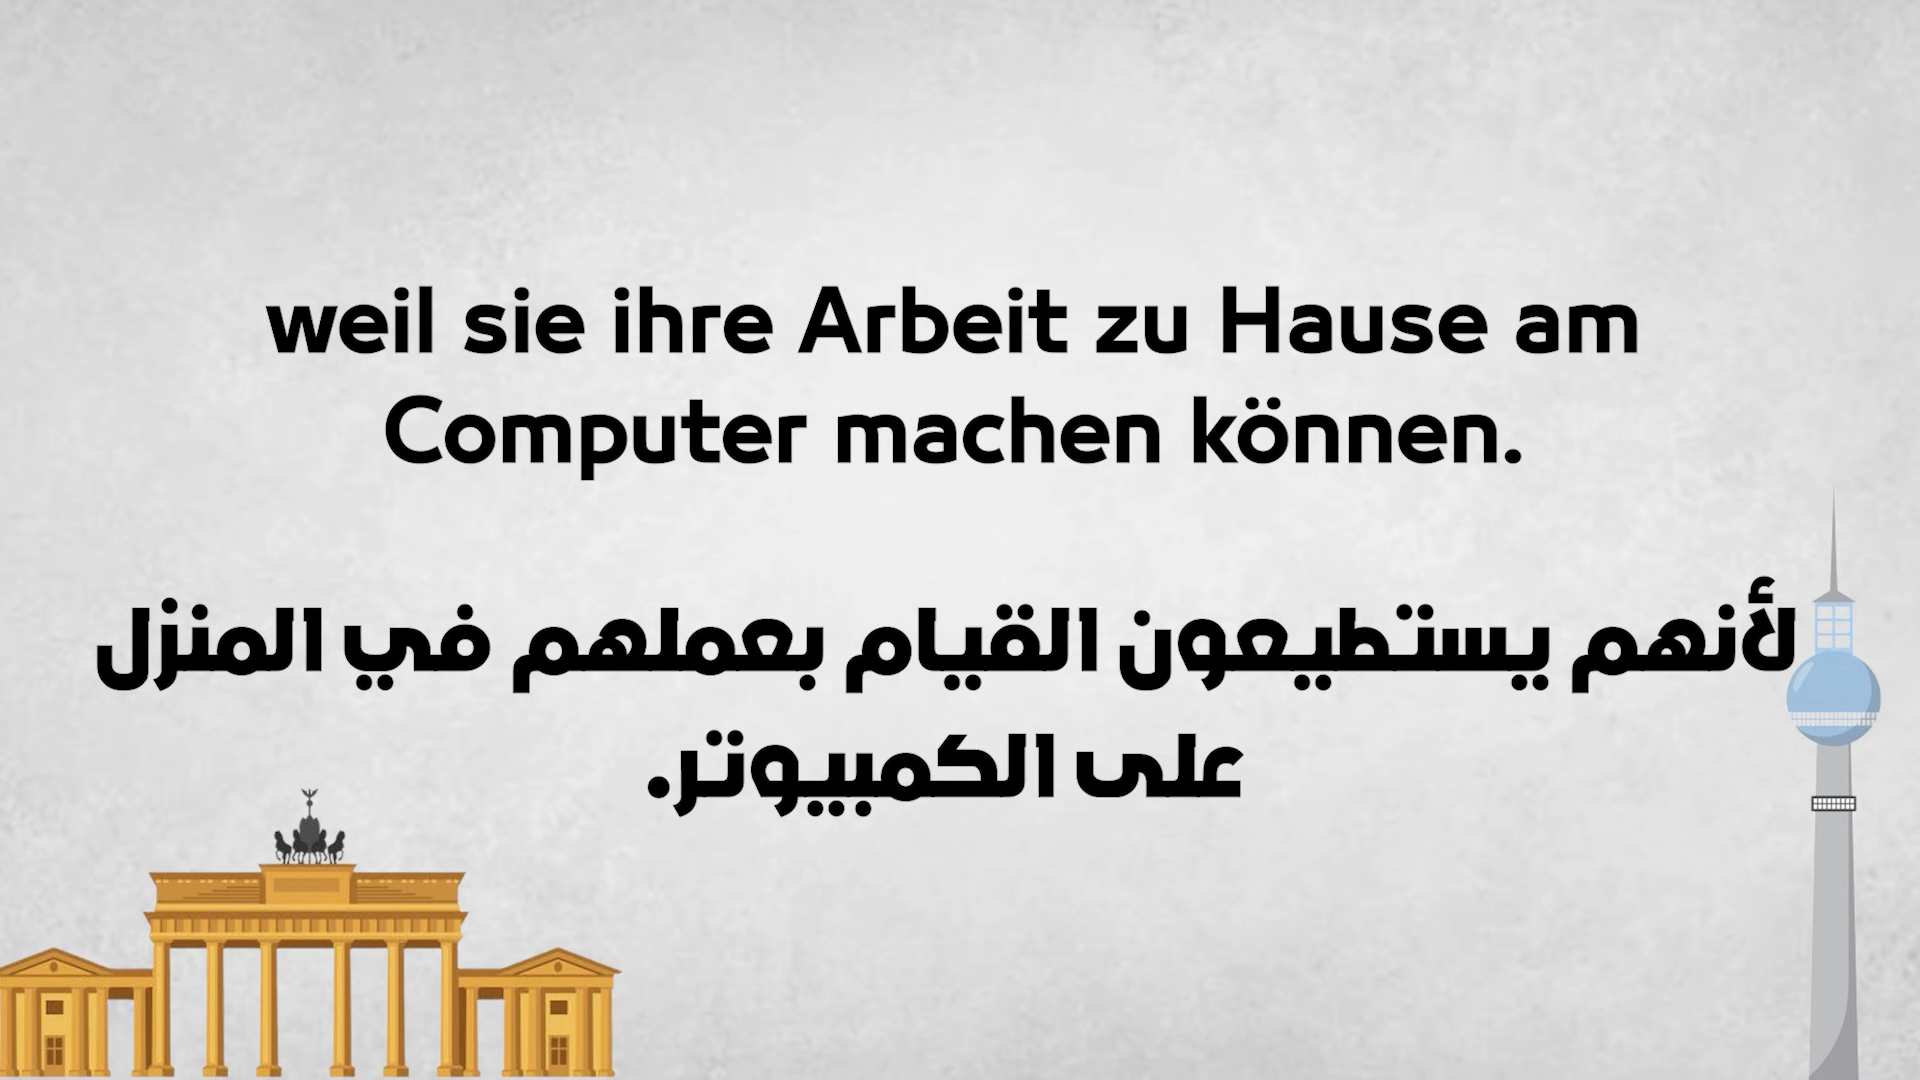 weil sie ihre Arbeit zu Hause am
Computer machen können.
لأنهم يستطيعون القيام بعملهم في المنزل
على الكمبيوتر.